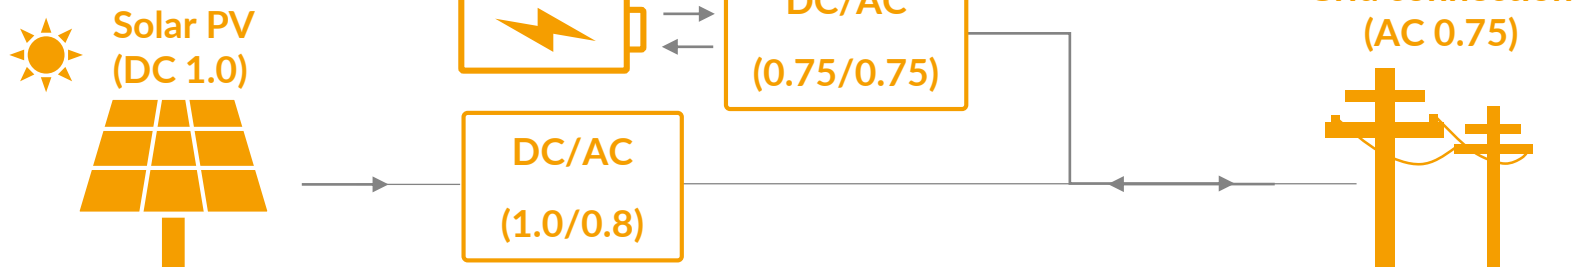 Solar PV
(DC 1.0)
DC/AC
(0.75/0.75)
DC/AC
(1.0/0.8)
(AC 0.75)